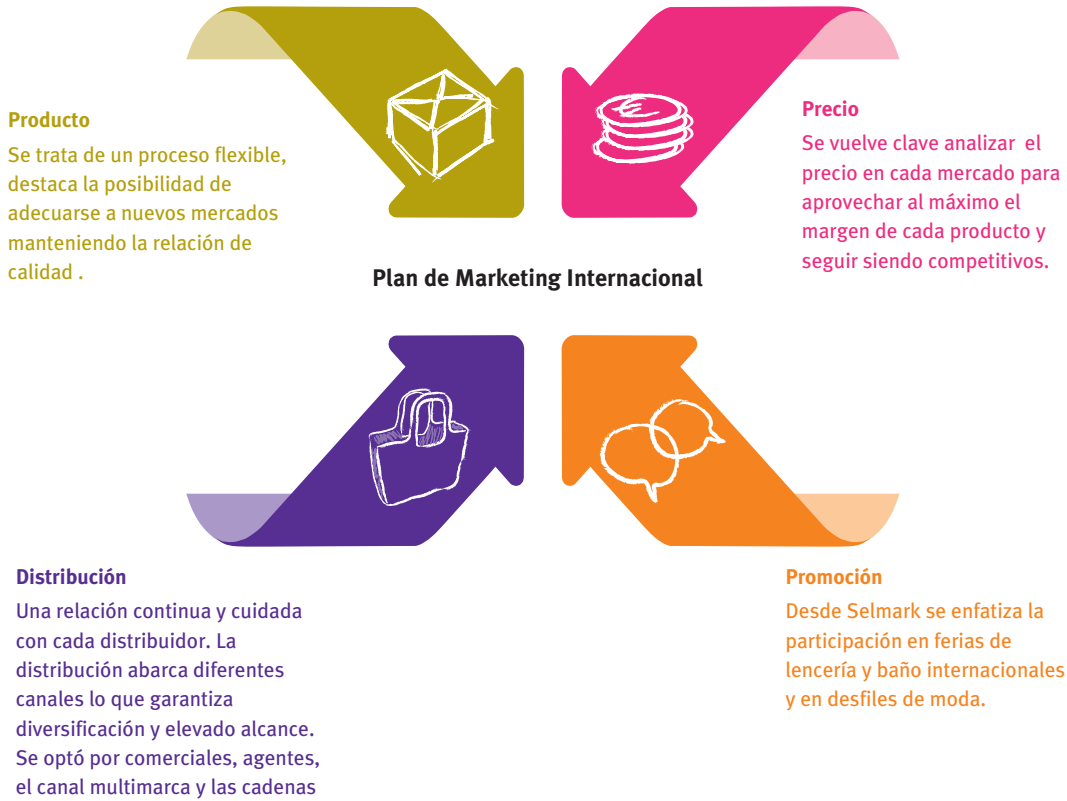 Producto
Se trata de un proceso flexible,
destaca la posibilidad de
adecuarse a nuevos mercados
manteniendo la relación de
calidad .
Precio
Se vuelve clave analizar el
precio en cada mercado para
aprovechar al máximo el
margen de cada producto y
seguir siendo competitivos.
Plan de Marketing Internacional
Distribución
Una relación continua y cuidada
con cada distribuidor. La
distribución abarca diferentes
canales lo que garantiza
diversificación y elevado alcance.
Se optó por comerciales, agentes,
el canal multimarca y las cadenas
Promoción
Desde Selmark se enfatiza la
participación en ferias de
lencería y baño internacionales
y en desfiles de moda.